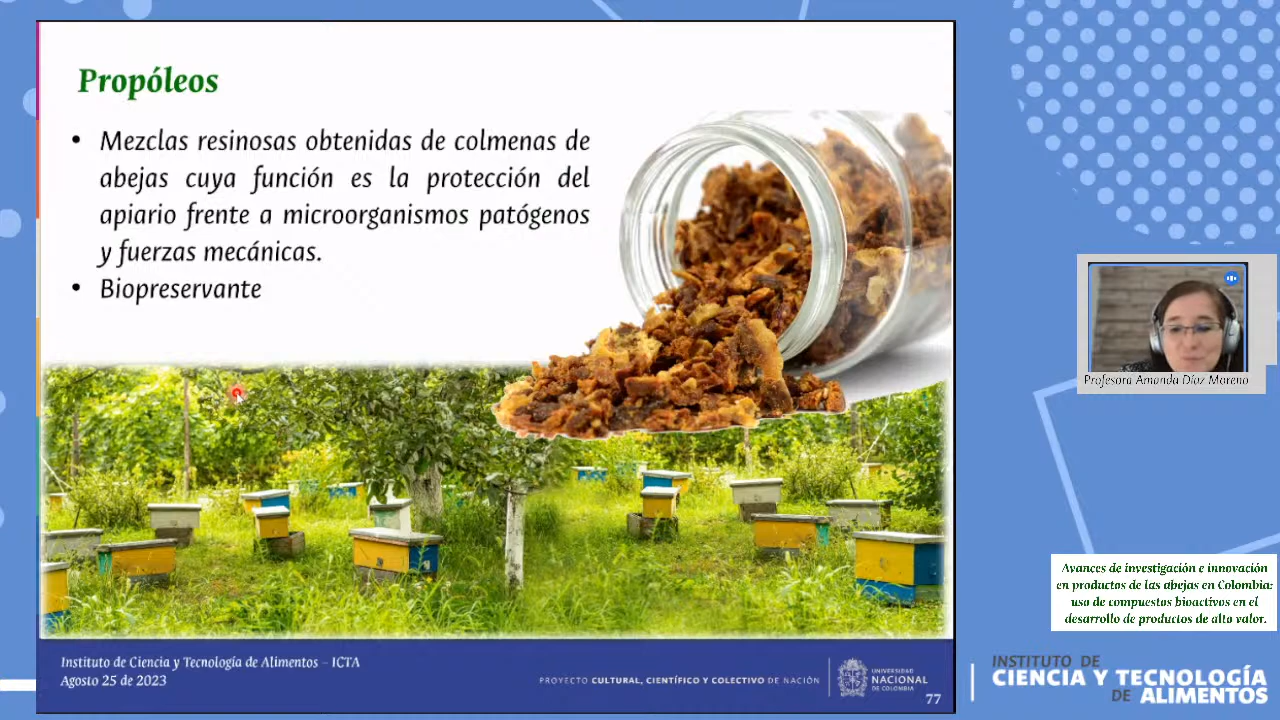 Propóleos
• Mezclas resinosas obtenidas de colmenas de
abejas cuya función es la protección del
apiario frente a microorganismos patógenos
y fuerzas mecánicas.
• Biopreservante
Instituto de Ciencia y Tecnología de Alimentos – ICTA
Agosto 25 de 2023
PROYECTO CULTURAL, CIENTÍFICO Y COLECTIVO DE NACIÓN
UNIVERSIDAD
NACIONAL
DE COLOMBIA
77
Profesora Amanda Díaz Moreno
Avances de investigación e innovación
en productos de las abejas en Colombia:
uso de compuestos bioactivos en el
desarrollo de productos de alto valor.
INSTITUTO DE
CIENCIA Y TECNOLOGÍA
DE ALIMENTOS